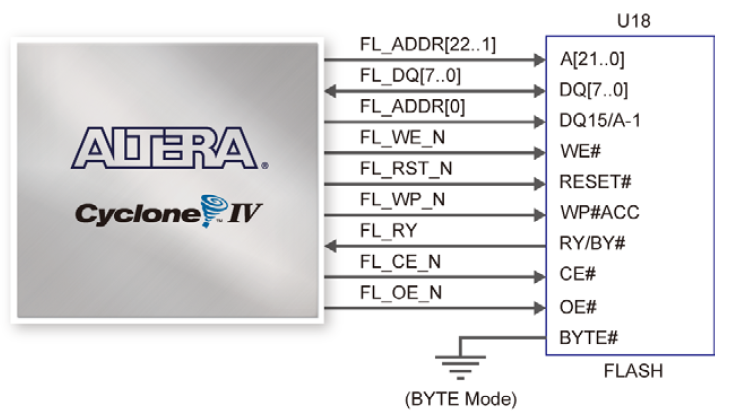 U18
FL_ADDR[22..1] A[21..0]
FL_DQ[7..0] DQ[7..0]
FL_ADDR[0] DQ15/A-1
FL_WE_N WE#
FL_RST_N RESET#
FL_WP_N WP#ACC
FL_RY RY/BY#
FL_CE_N CE#
FL_OE_N OE#
BYTE#
ALTERA®
Cyclone™ IV
FLASH
(BYTE Mode)